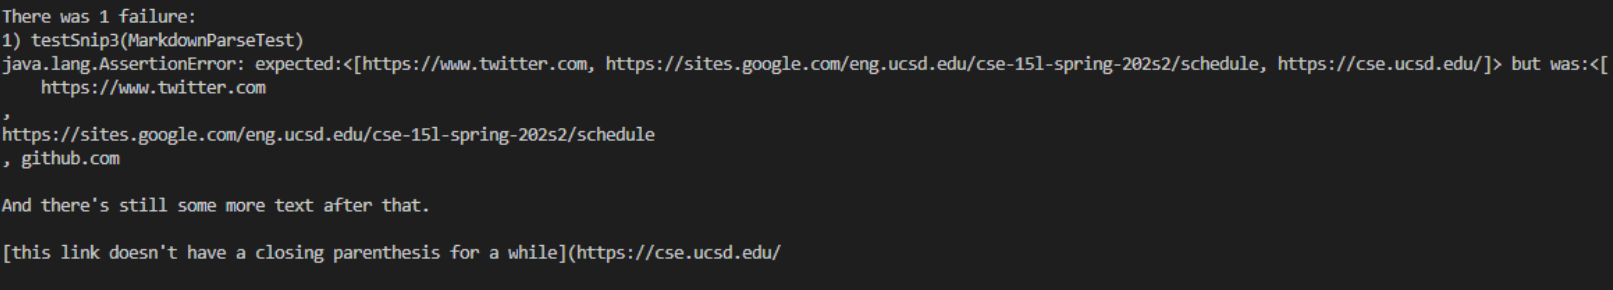 There was 1 failure:
1) testSnip3(MarkdownParseTest)
java.lang.AssertionError: expected:<[https://www.twitter.com, https://sites.google.com/eng.ucsd.edu/cse-15l-spring-202s2/schedule, https://cse.ucsd.edu/]> but was:<[
    https://www.twitter.com
,
https://sites.google.com/eng.ucsd.edu/cse-15l-spring-202s2/schedule
, github.com

And there's still some more text after that.

[this link doesn't have a closing parenthesis for a while](https://cse.ucsd.edu/